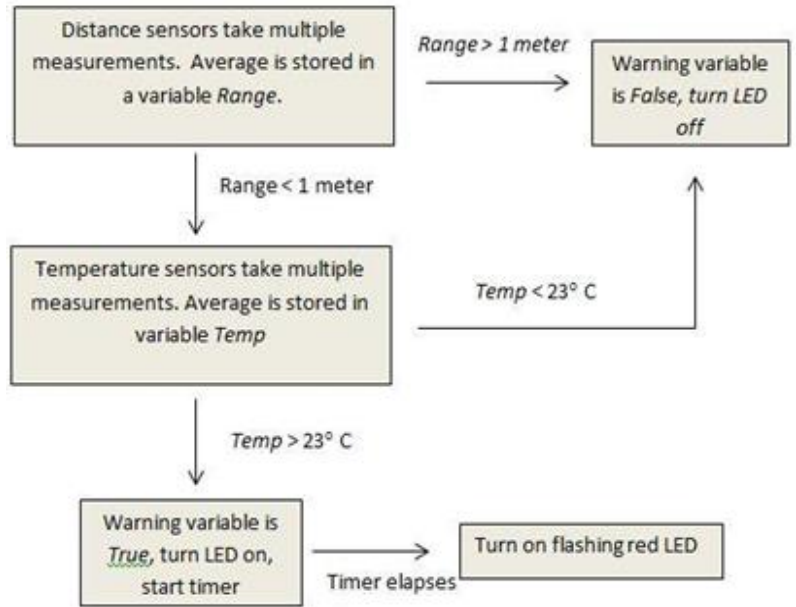 Distance sensors take multiple
measurements. Average is stored in
a variable Range.
Range > 1 meter
Warning variable
is False, turn LED
off
Range < 1 meter
Temperature sensors take multiple
measurements. Average is stored in
variable Temp
Temp < 23° C
Temp > 23° C
Warning variable is
True, turn LED on,
start timer
Timer elapses
Turn on flashing red LED